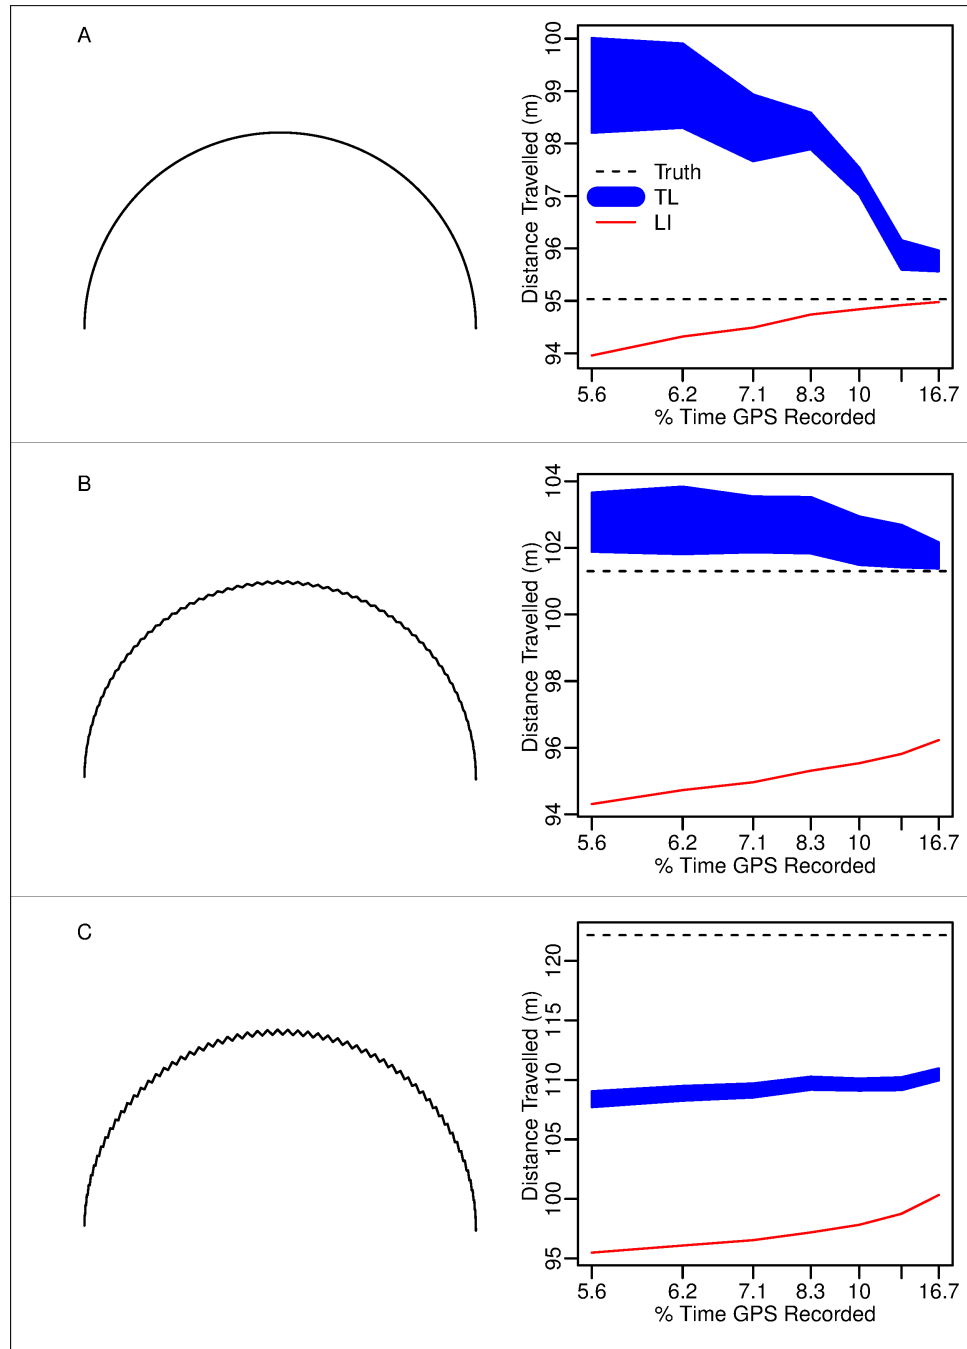 A
Distance Travelled (m)
100
99
98
97
96
95
94
Truth
TL
LI
5.6 6.2 7.1 8.3 10 16.7
% Time GPS Recorded
B
Distance Travelled (m)
104
102
100
98
96
94
5.6 6.2 7.1 8.3 10 16.7
% Time GPS Recorded
C
Distance Travelled (m)
120
115
110
105
100
95
5.6 6.2 7.1 8.3 10 16.7
% Time GPS Recorded